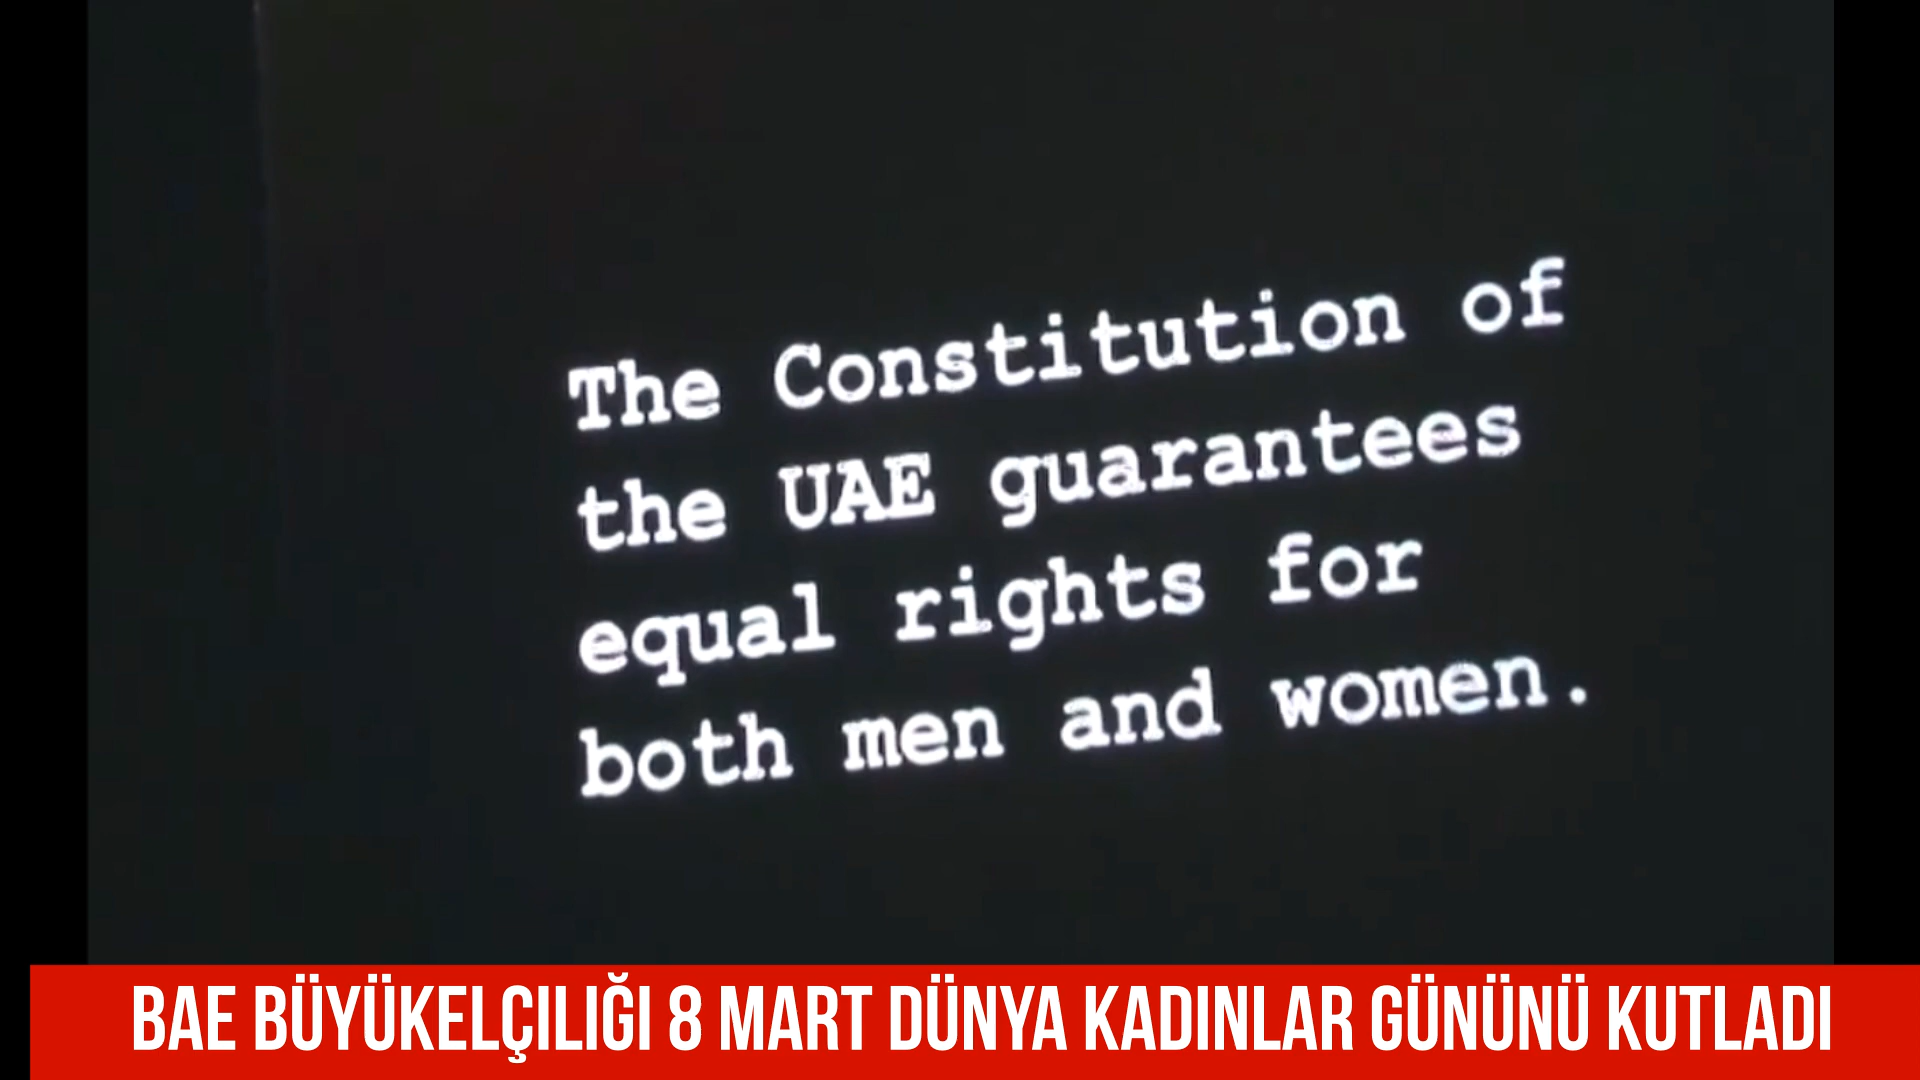 The Constitution of
the UAE guarantees
equal rights for
both men and women.
BAE BÜYÜKELÇILIĞI 8 MART DÜNYA KADINLAR GÜNÜNÜ KUTLADI